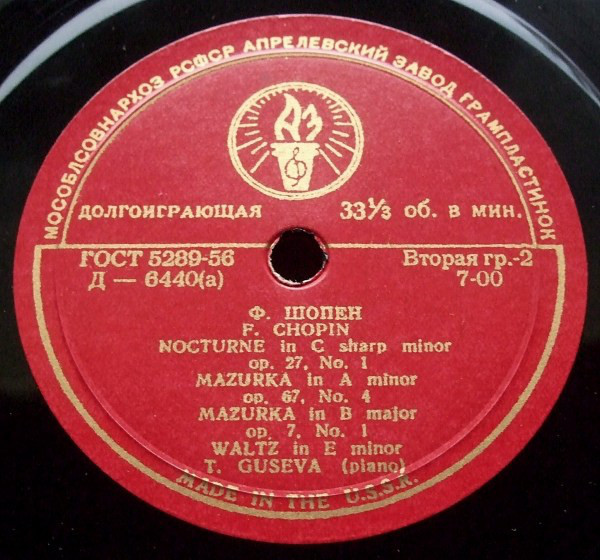 МОСОБЛСОВНАРХОЗ РСФСР АПРЕЛЕВСКИЙ ЗАВОД ГРАМПЛАСТИНОК
АЗ
ДОЛГОИГРАЮЩАЯ 33⅓ об. в мин.
ГОСТ 5289-56 Вторая гр.-2
Д — 6440(а) 7-00
Ф. ШОПЕН
F. CHOPIN
NOCTURNE in C sharp minor
op. 27, No. 1
MAZURKA in A minor
op. 67, No. 4
MAZURKA in B major
op. 7, No. 1
WALTZ in E minor
T. GUSEVA (piano)
MADE IN THE U.S.S.R.